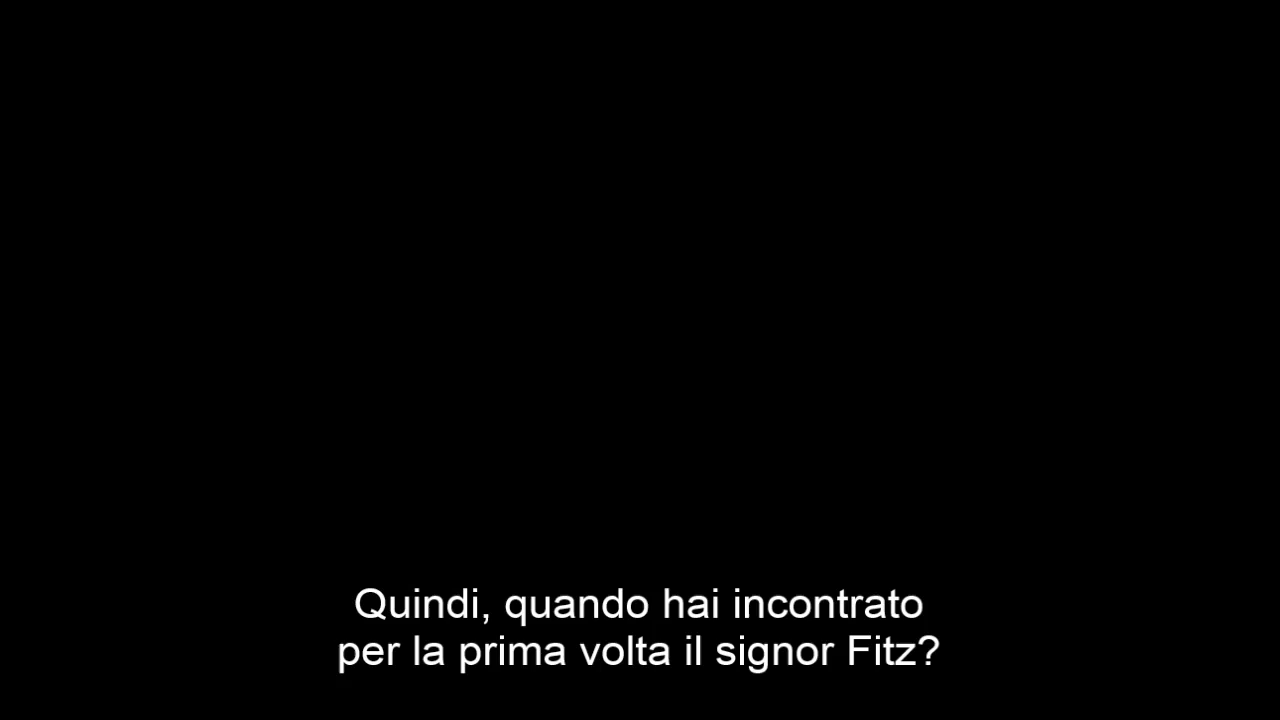 Quindi, quando hai incontrato
per la prima volta il signor Fitz?